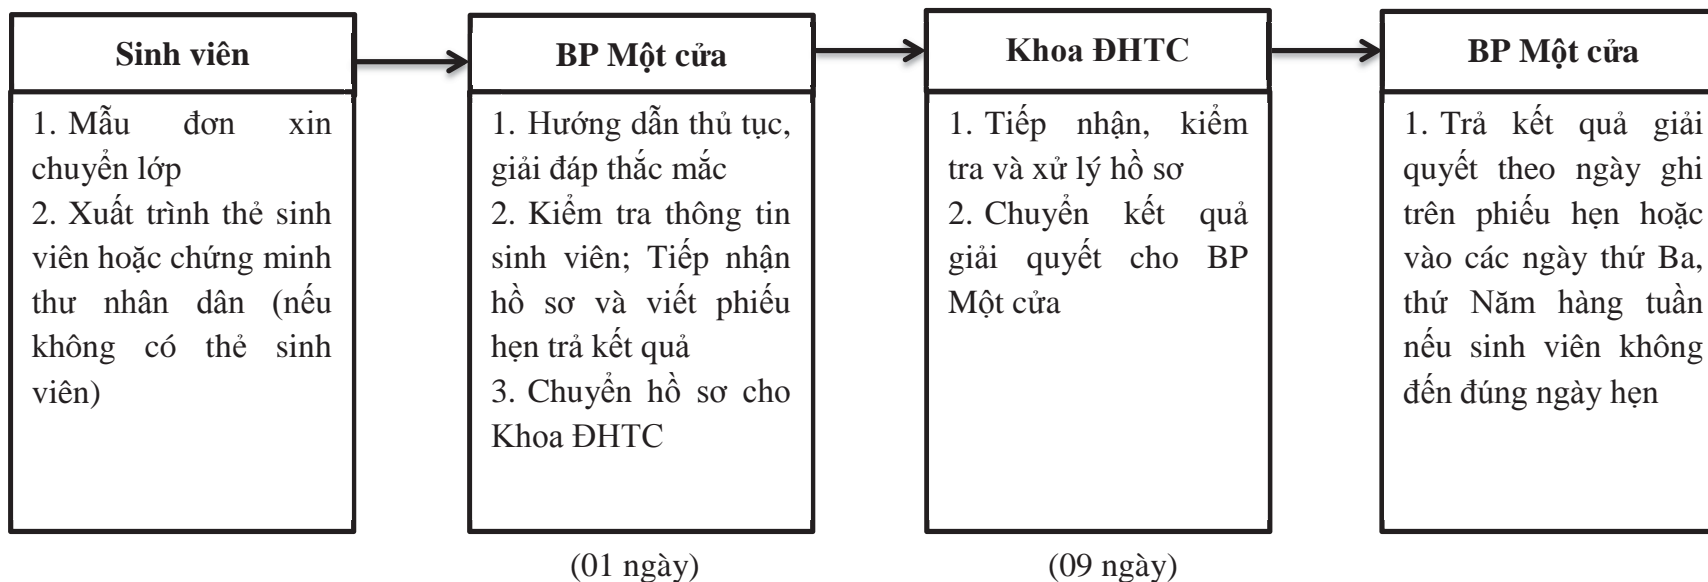 Sinh viên
1. Mẫu đơn xin
chuyển lớp
2. Xuất trình thẻ sinh
viên hoặc chứng minh
thư nhân dân (nếu
không có thẻ sinh
viên)
BP Một cửa
1. Hướng dẫn thủ tục,
giải đáp thắc mắc
2. Kiểm tra thông tin
sinh viên; Tiếp nhận
hồ sơ và viết phiếu
hẹn trả kết quả
3. Chuyển hồ sơ cho
Khoa ĐHTC
(01 ngày)
Khoa ĐHTC
1. Tiếp nhận, kiểm
tra và xử lý hồ sơ
2. Chuyển kết quả
giải quyết cho BP
Một cửa
(09 ngày)
BP Một cửa
1. Trả kết quả giải
quyết theo ngày ghi
trên phiếu hẹn hoặc
vào các ngày thứ Ba,
thứ Năm hàng tuần
nếu sinh viên không
đến đúng ngày hẹn